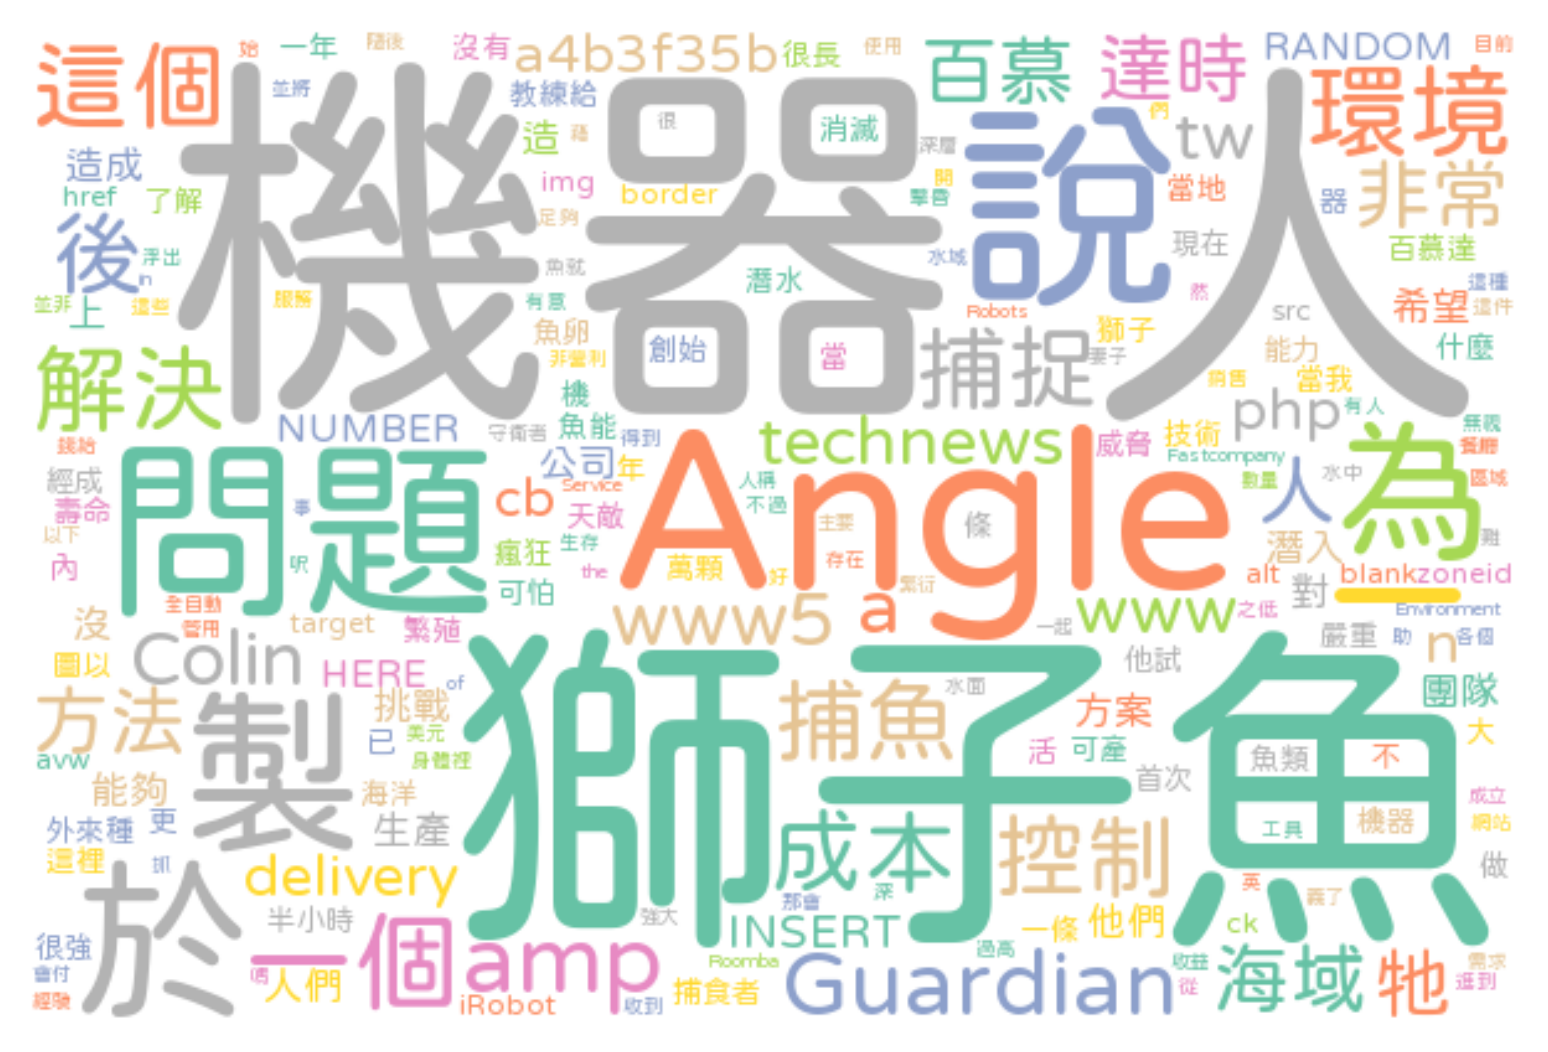 這個
始
一年
隨後
沒有
a4b3f35b
很長
使用
百慕
達時
RANDOM
目前
機器人
並將
教練給
很
消滅
說
們
tw
環境
造成
造
深層
當地
非常
href
了解
img
border
開
擊昏
器
後
浮出
in
足夠
潛水
水域
現在
百慕達
魚就
這種
並非
上
這些
服務
有意
然
希望
這件
Robots
src
魚卵
創始
當
捕捉
獅子
什麼
解決
非營利
妻子
能力
機
銷售
當我
NUMBER
守衛者
魚能
得到
technews
威脅
技術
php
有人
無視
錢給
公司
年
Fastcompany
為
餐廳
問題
Angle
經成
cb
Service
人稱
數量
人
水中
區域
壽命
事
天敵
不過
以下
瘋狂
生存
主要
條
潛入
難
內
呎
the
萬顆
好
存在
alt
blank
zoneid
可怕
繁衍
對
全自動
www5
a
www
之低
Environment
沒
管用
target
繁殖
一起
嚴重
助
n
各個
Colin
圖以
HERE
of
獅子魚
他試
水面
團隊
方法
製
挑戰
捕魚
方案
大
已
美元
活
可產
魚類
不
avw
身體裡
首次
能夠
海洋
成立
外來種
更
生產
成本
控制
工具
機器
網站
這裡
抓
delivery
深
英
義了
做
於
半小時
那會
強大
INSERT
一條
他們
ck
很強
一個
amp
過高
Roomba
收益
海域
牠
需求
會付
嗎
人們
Guardian
從
進到
經驗
iRobot
收到
捕食者